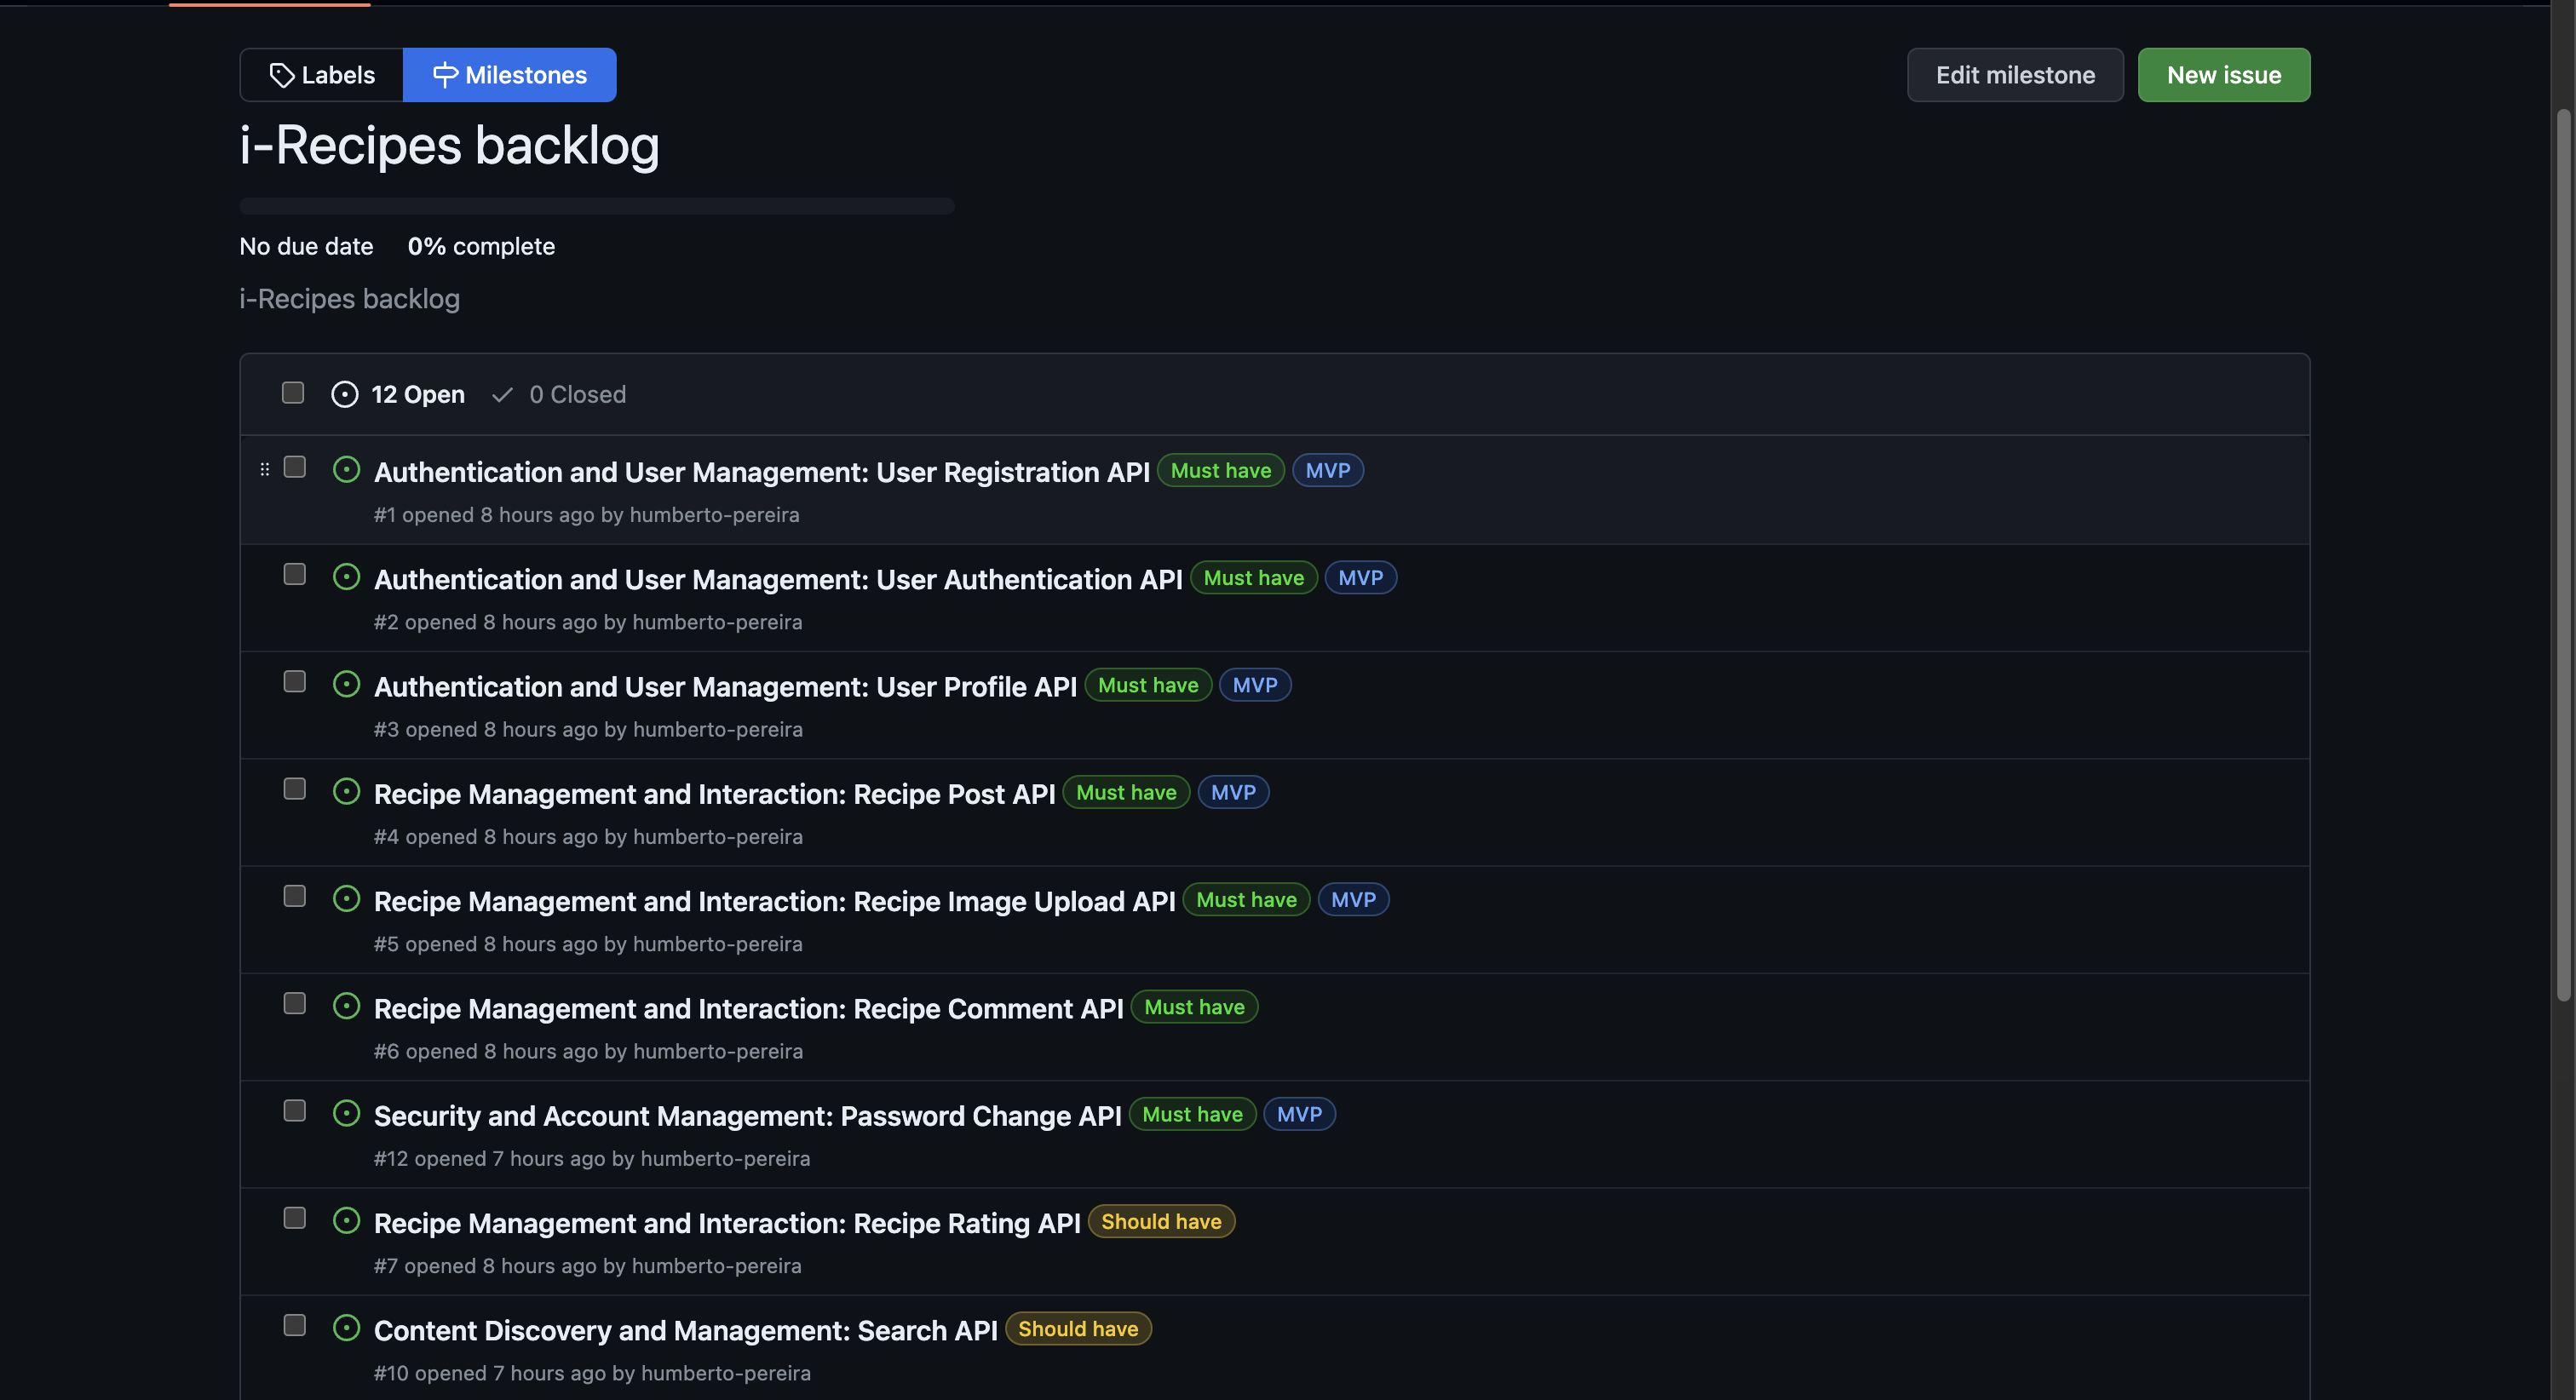 Labels Milestones Edit milestone New issue
i-Recipes backlog
No due date 0% complete
i-Recipes backlog
12 Open 0 Closed
Authentication and User Management: User Registration API Must have MVP
#1 opened 8 hours ago by humberto-pereira
Authentication and User Management: User Authentication API Must have MVP
#2 opened 8 hours ago by humberto-pereira
Authentication and User Management: User Profile API Must have MVP
#3 opened 8 hours ago by humberto-pereira
Recipe Management and Interaction: Recipe Post API Must have MVP
#4 opened 8 hours ago by humberto-pereira
Recipe Management and Interaction: Recipe Image Upload API Must have MVP
#5 opened 8 hours ago by humberto-pereira
Recipe Management and Interaction: Recipe Comment API Must have
#6 opened 8 hours ago by humberto-pereira
Security and Account Management: Password Change API Must have MVP
#12 opened 7 hours ago by humberto-pereira
Recipe Management and Interaction: Recipe Rating API Should have
#7 opened 8 hours ago by humberto-pereira
Content Discovery and Management: Search API Should have
#10 opened 7 hours ago by humberto-pereira